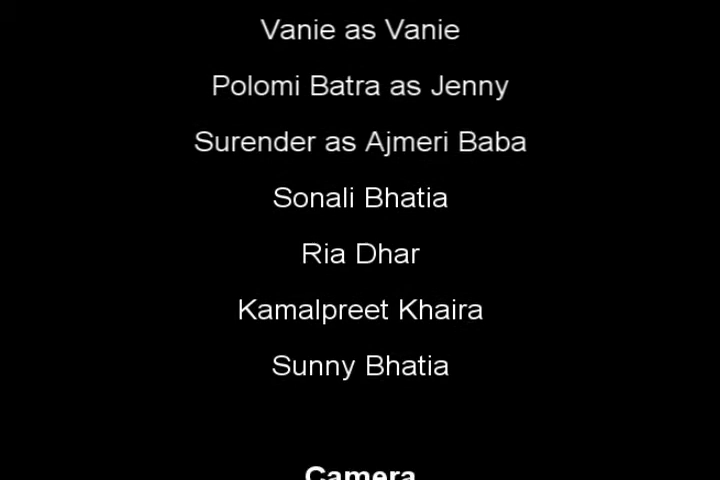 Vanie as Vanie
Polomi Batra as Jenny
Surender as Ajmeri Baba
Sonali Bhatia
Ria Dhar
Kamalpreet Khaira
Sunny Bhatia
Camera